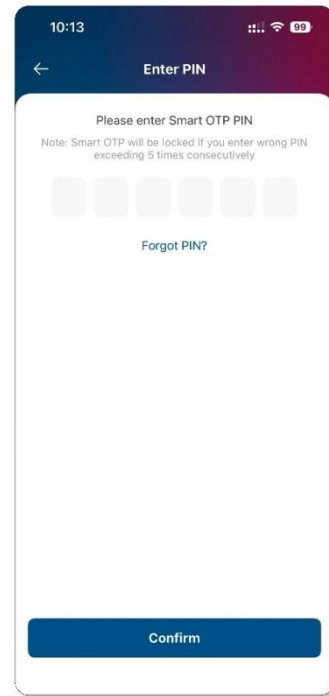 10:13
99
Enter PIN
Please enter Smart OTP PIN
Note: Smart OTP will be locked if you enter wrong PIN
exceeding 5 times consecutively
Forgot PIN?
Confirm